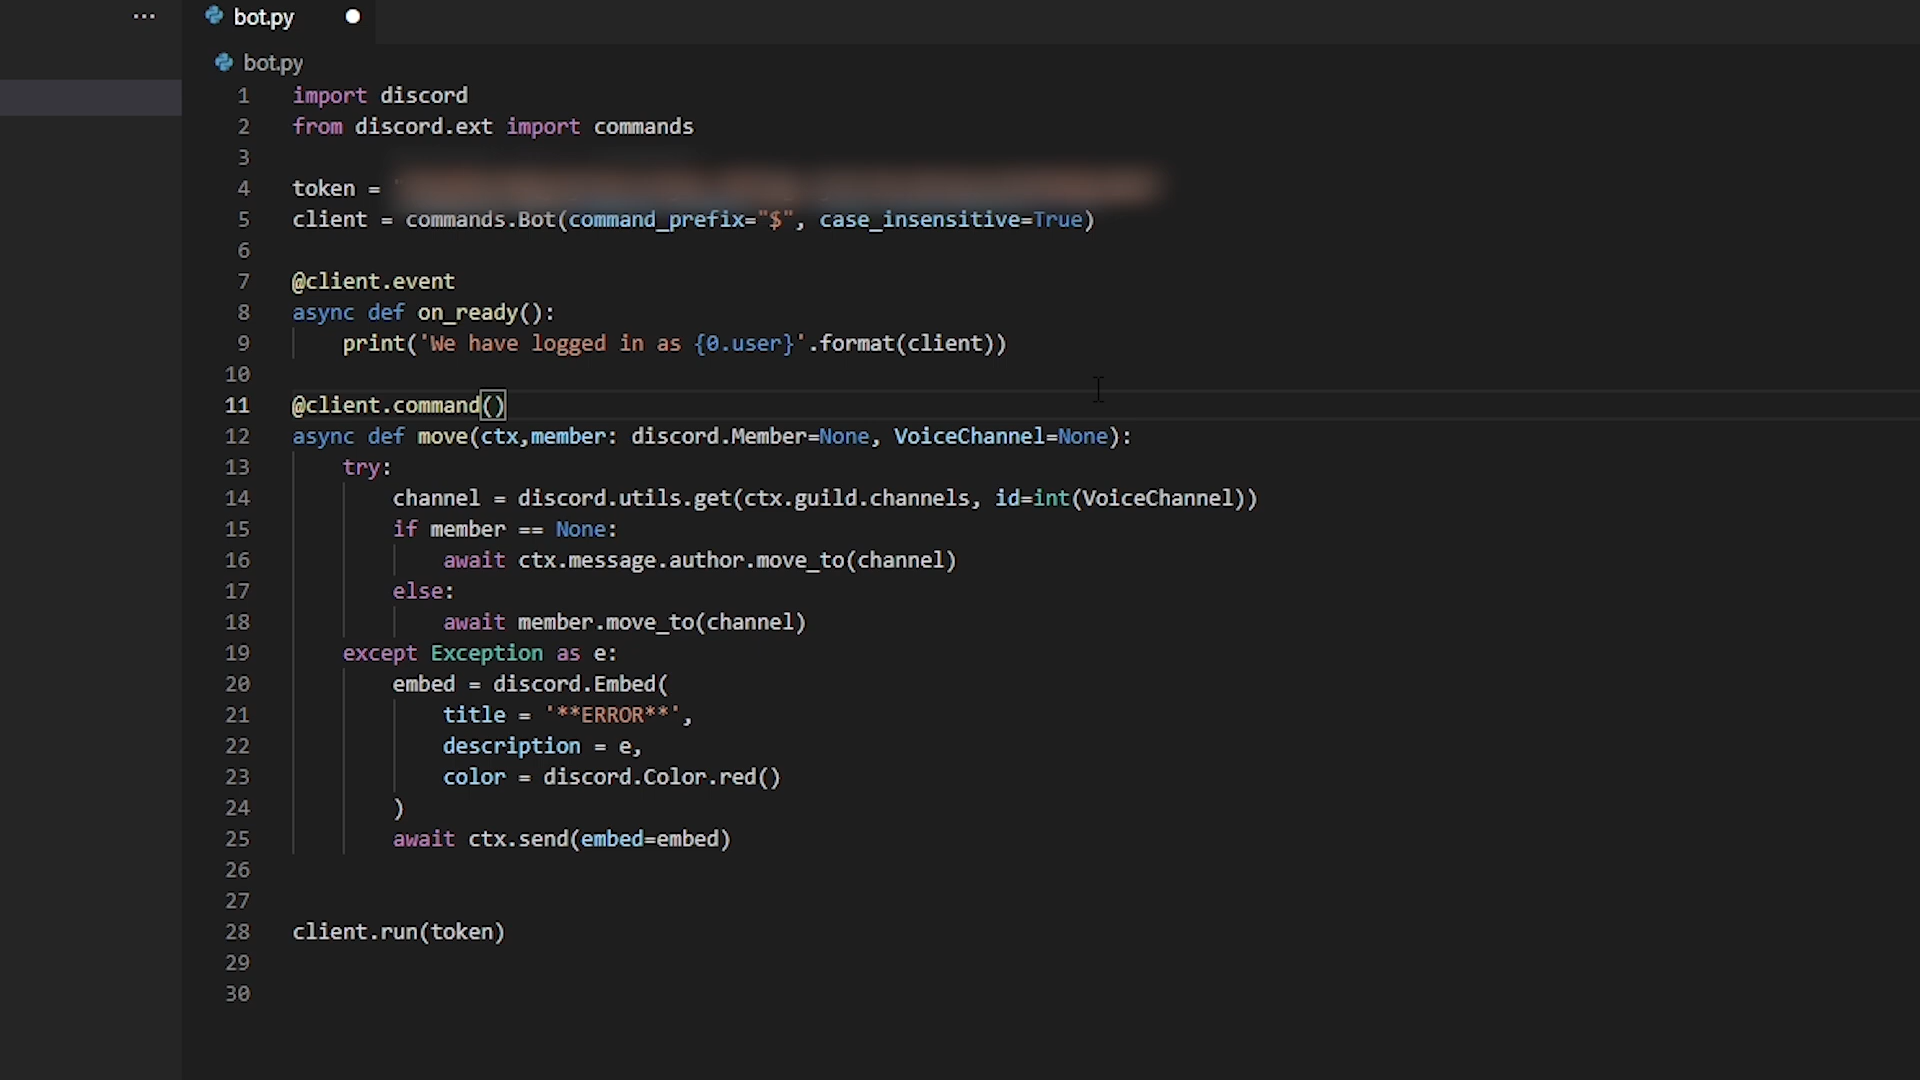 ...
bot.py
bot.py
1 import discord
2 from discord.ext import commands
3
4 token =
5 client = commands.Bot(command_prefix="$", case_insensitive=True)
6
7 @client.event
8 async def on_ready():
9     print('We have logged in as {0.user}'.format(client))
10
11 @client.command()
12 async def move(ctx,member: discord.Member=None, VoiceChannel=None):
13     try:
14         channel = discord.utils.get(ctx.guild.channels, id=int(VoiceChannel))
15         if member == None:
16             await ctx.message.author.move_to(channel)
17         else:
18             await member.move_to(channel)
19     except Exception as e:
20         embed = discord.Embed(
21             title = '**ERROR**',
22             description = e,
23             color = discord.Color.red()
24         )
25         await ctx.send(embed=embed)
26
27
28 client.run(token)
29
30